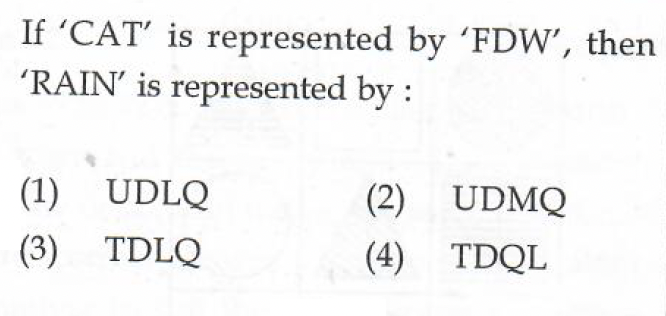 If ‘CAT’ is represented by ‘FDW’, then
‘RAIN’ is represented by :
(1) UDLQ (2) UDMQ
(3) TDLQ (4) TDQL